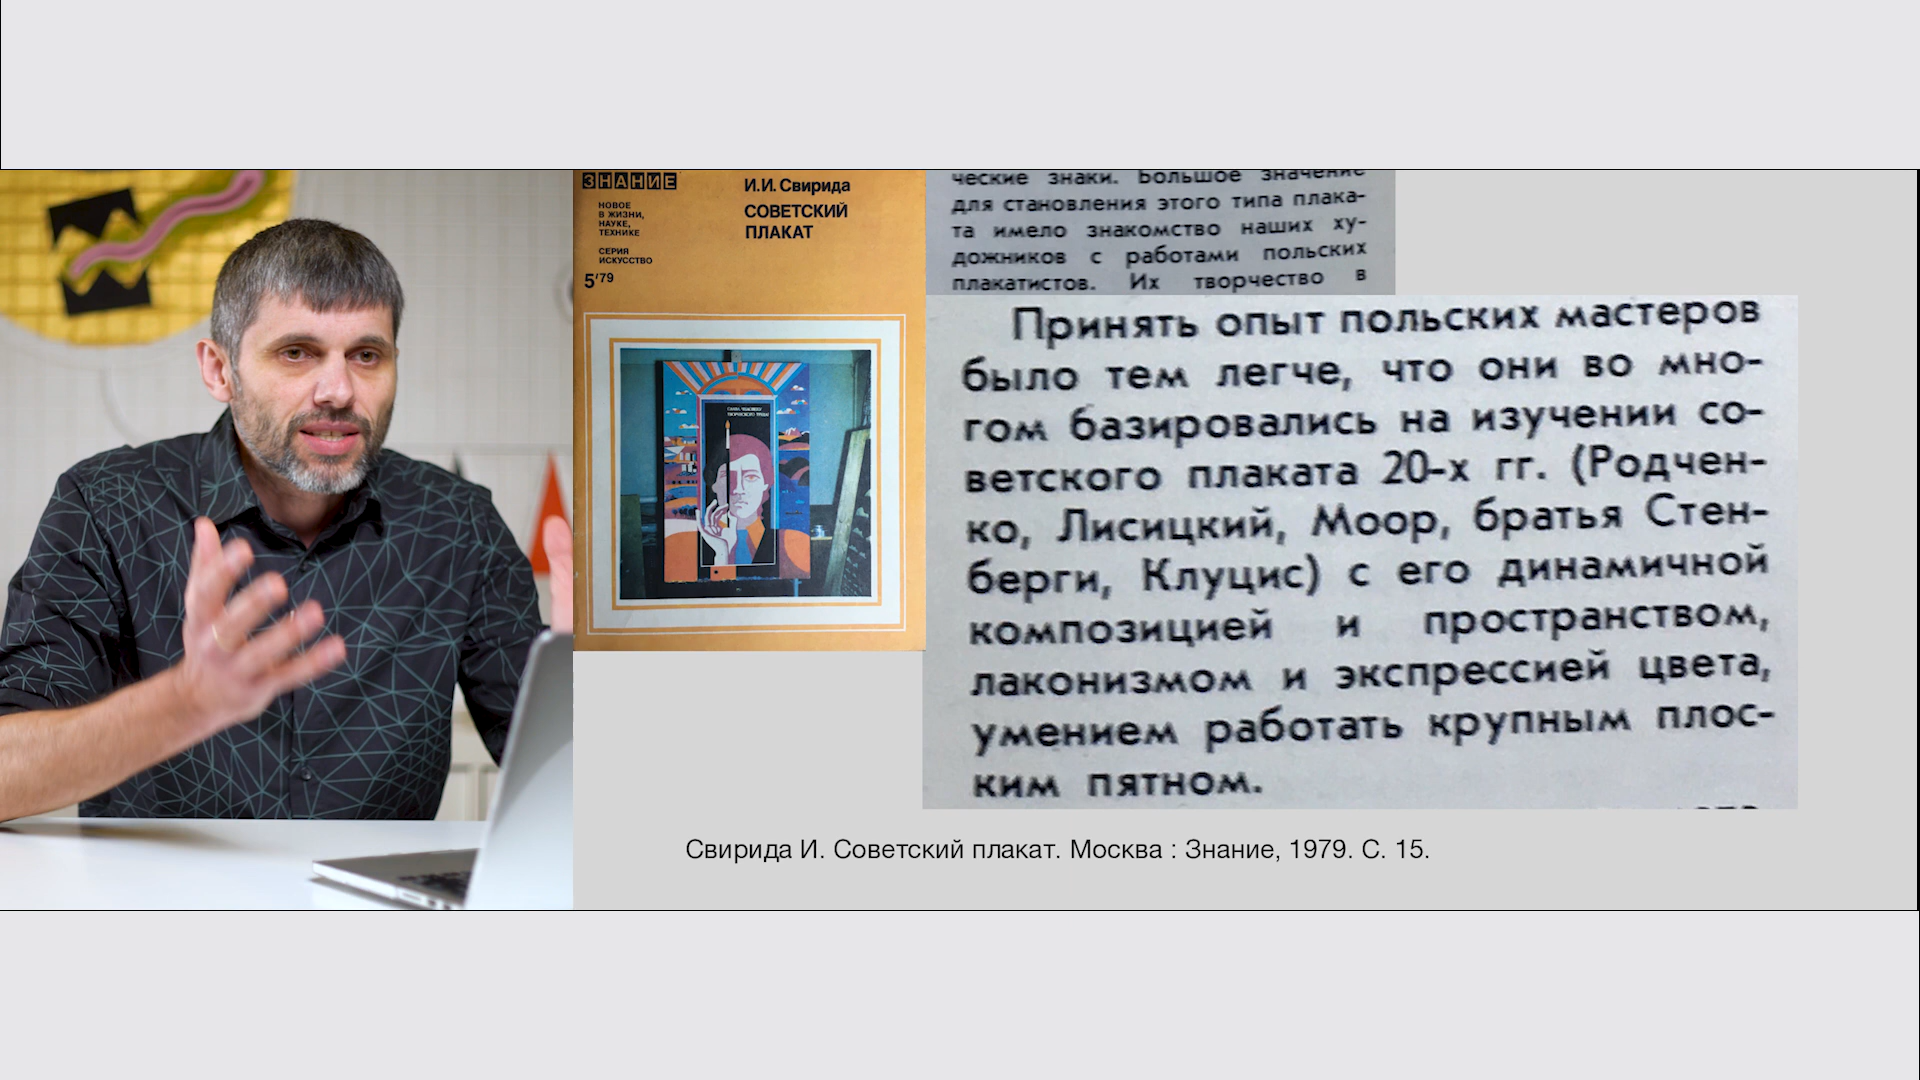 ЗНАНИЕ
НОВОЕ
В ЖИЗНИ,
НАУКЕ,
ТЕХНИКЕ
СЕРИЯ
ИСКУССТВО
5'79
И.И. Свирида
СОВЕТСКИЙ
ПЛАКАТ
СЛАВА ЧЕЛОВЕКУ
ТВОРЧЕСКОГО ТРУДА!
ческие знаки. Большое значение
для становления этого типа плака-
та имело знакомство наших ху-
дожников с работами польских
плакатистов. Их творчество в
Принять опыт польских мастеров
было тем легче, что они во мно-
гом базировались на изучении со-
ветского плаката 20-х гг. (Родчен-
ко, Лисицкий, Моор, братья Стен-
берги, Клуцис) с его динамичной
композицией и пространством,
лаконизмом и экспрессией цвета,
умением работать крупным плос-
ким пятном.
Свирида И. Советский плакат. Москва : Знание, 1979. С. 15.